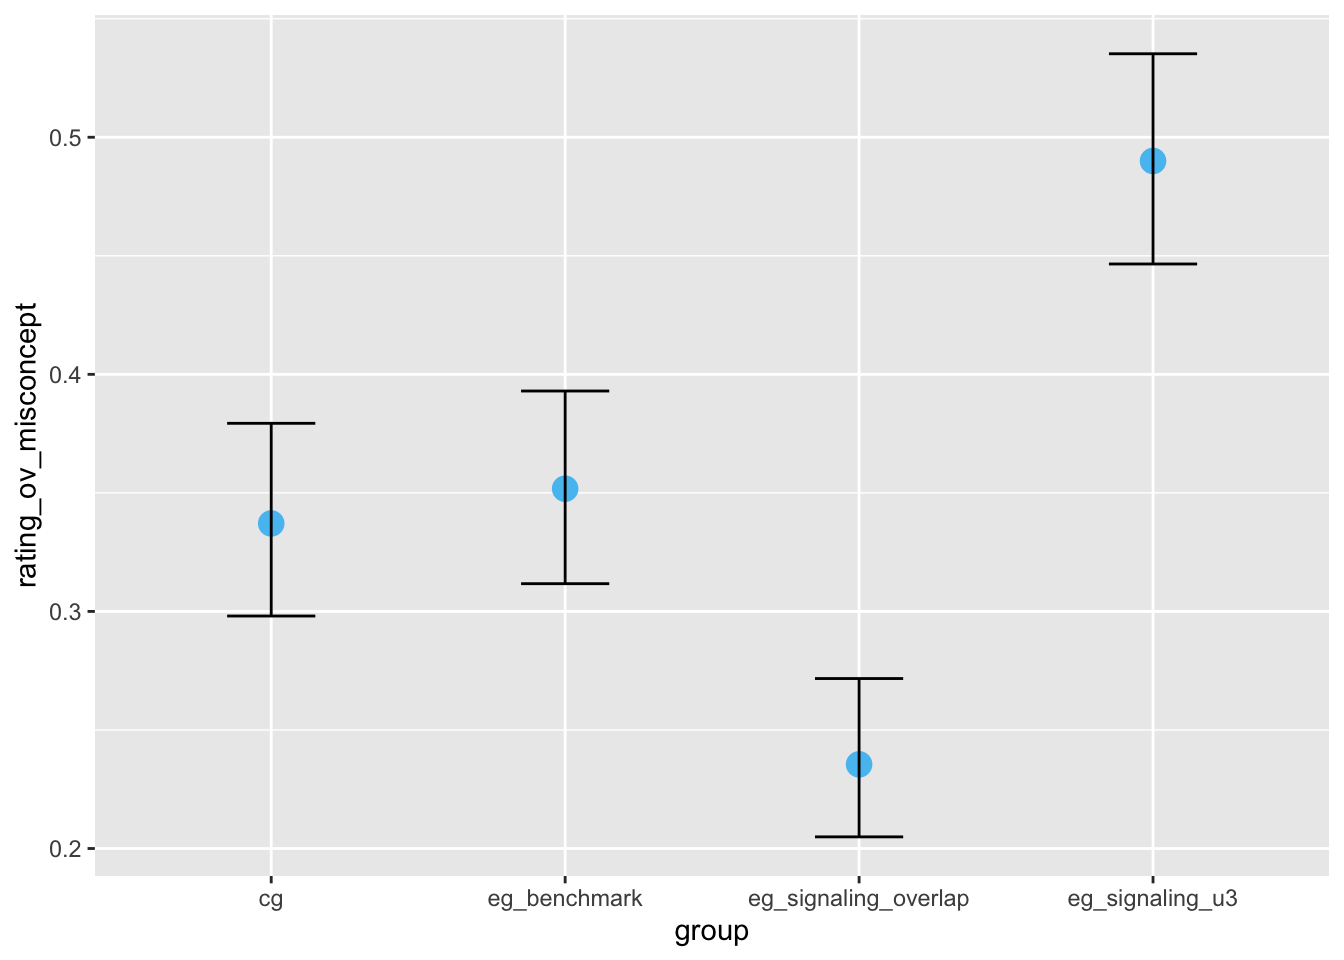 rating_ov_misconcept
0.5
0.4
0.3
0.2
cg
eg_benchmark
eg_signaling_overlap
eg_signaling_u3
group